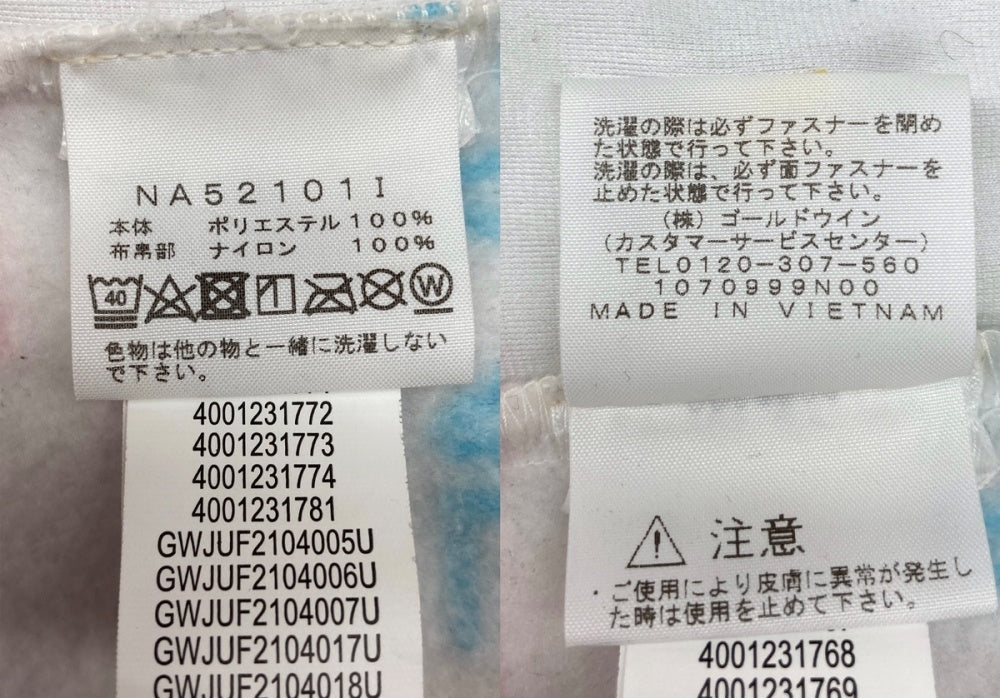 NA52101I
本体 ポリエステル 100%
布帛部 ナイロン 100%
40
W
色物は他の物と一緒に洗濯しない
で下さい。
4001231772
4001231773
4001231774
4001231781
GWJUF2104005U
GWJUF2104006U
GWJUF2104007U
GWJUF2104017U
GWJUF2104018U
洗濯の際は必ずファスナーを閉め
た状態で行って下さい。
洗濯の際は、必ず面ファスナーを
止めた状態で行って下さい。
(株) ゴールドウイン
(カスタマーサービスセンター)
TEL0120-307-560
1070999N00
MADE IN VIETNAM
注意
・ご使用により皮膚に異常が発生し
た時は使用を止めて下さい。
4001231768
4001231769